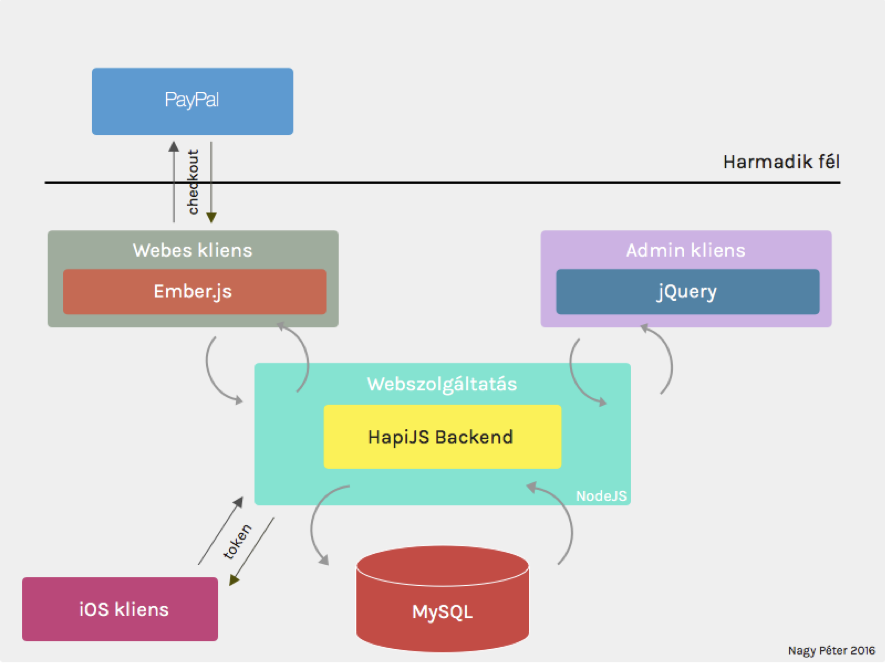 PayPal
Harmadik fél
checkout
Webes kliens
Ember.js
Admin kliens
jQuery
Webszolgáltatás
HapiJS Backend
NodeJS
token
iOS kliens
MySQL
Nagy Péter 2016